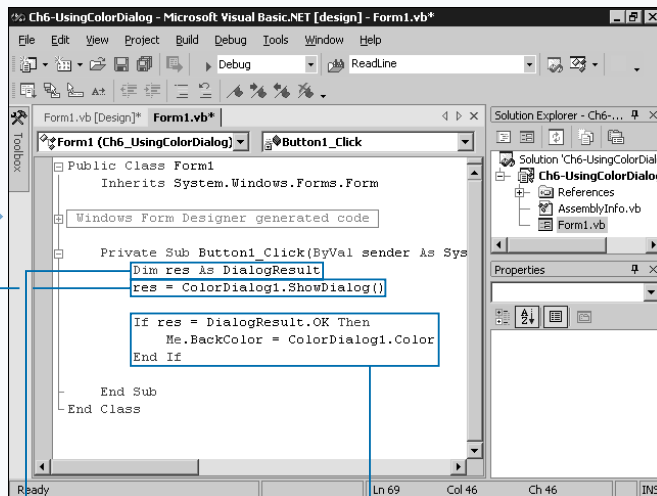 Ch6-UsingColorDialog - Microsoft Visual Basic.NET [design] - Form1.vb*
File Edit View Project Build Debug Tools Window Help
Debug ReadLine
Toolbox
Form1.vb [Design]* Form1.vb*
Form1 (Ch6_UsingColorDialog) Button1_Click
Public Class Form1
Inherits System.Windows.Forms.Form
Windows Form Designer generated code
Private Sub Button1_Click(ByVal sender As Sys
Dim res As DialogResult
res = ColorDialog1.ShowDialog()
If res = DialogResult.OK Then
Me.BackColor = ColorDialog1.Color
End If
End Sub
End Class
Solution Explorer - Ch6-...
Solution 'Ch6-UsingColorDial
Ch6-UsingColorDialo
References
AssemblyInfo.vb
Form1.vb
Properties
Ready Ln 69 Col 46 Ch 46 INS